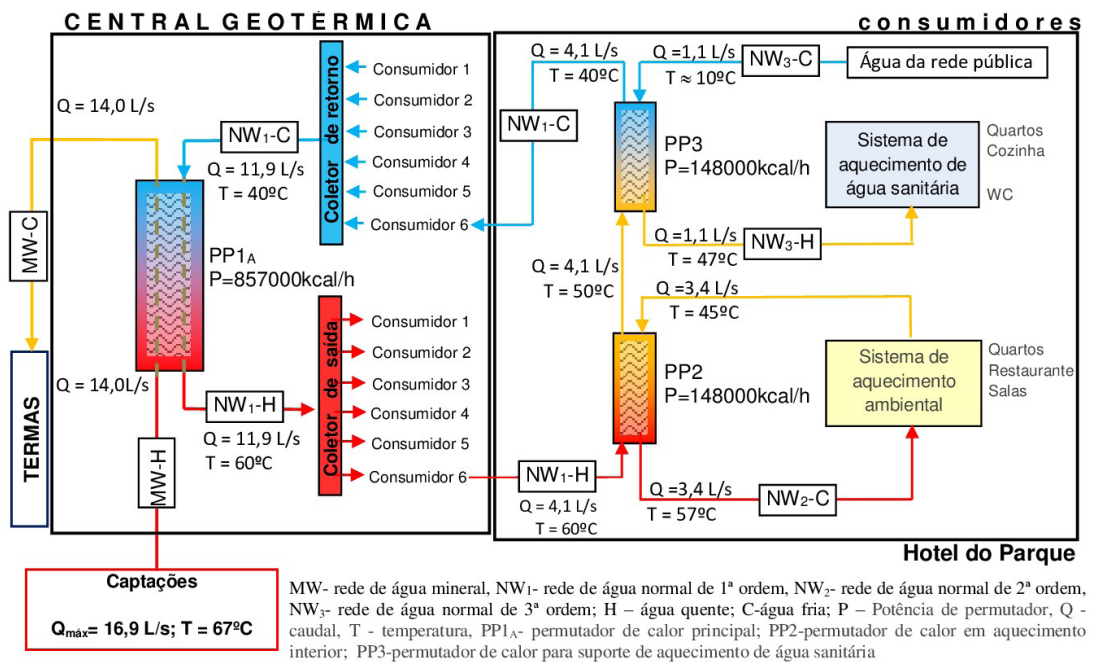 CENTRAL GEOTÉRMICA
consumidores
Q = 14,0 L/s
NW₁-C
Q = 11,9 L/s
T = 40ºC
Coletor de retorno
Consumidor 1
Consumidor 2
Consumidor 3
Consumidor 4
Consumidor 5
Consumidor 6
MW-C
PP1A
P=857000kcal/h
TERMAS
Q = 14,0L/s
NW₁-H
Q = 11,9 L/s
T = 60ºC
MW-H
Coletor de saída
Consumidor 1
Consumidor 2
Consumidor 3
Consumidor 4
Consumidor 5
Consumidor 6
Q = 4,1 L/s
T = 40ºC
NW₁-C
Q =1,1 L/s
T ≈ 10ºC
NW₃-C
Água da rede pública
PP3
P=148000kcal/h
Sistema de
aquecimento de
água sanitária
Quartos
Cozinha
WC
Q =1,1 L/s
T = 47ºC
NW₃-H
Q = 4,1 L/s
T = 50ºC
Q =3,4 L/s
T = 45ºC
PP2
P=148000kcal/h
Sistema de
aquecimento
ambiental
Quartos
Restaurante
Salas
NW₁-H
Q = 4,1 L/s
T = 60ºC
Q =3,4 L/s
T = 57ºC
NW₂-C
Hotel do Parque
Captações
Qmáx= 16,9 L/s; T = 67ºC
MW- rede de água mineral, NW₁- rede de água normal de 1ª ordem, NW₂- rede de água normal de 2ª ordem,
NW₃- rede de água normal de 3ª ordem; H – água quente; C-água fria; P – Potência de permutador, Q -
caudal, T - temperatura, PP1A- permutador de calor principal; PP2-permutador de calor em aquecimento
interior; PP3-permutador de calor para suporte de aquecimento de água sanitária